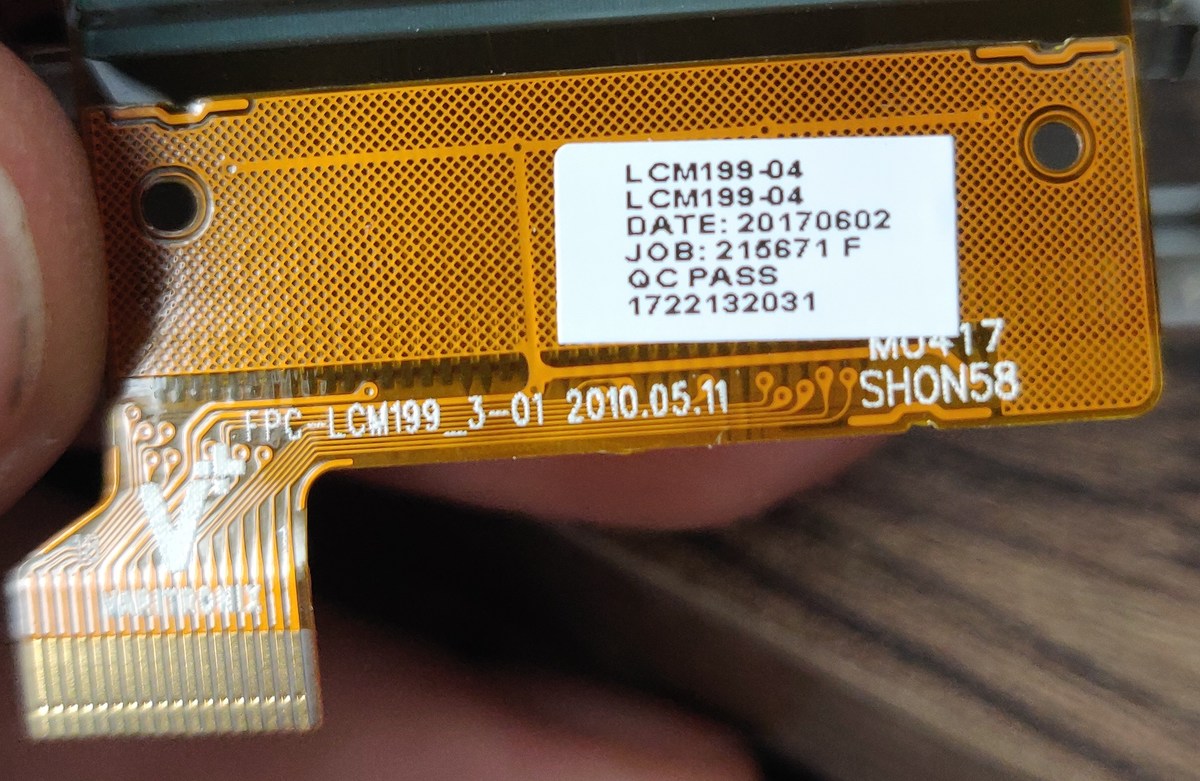 LCM199-04
LCM199-04
DATE: 20170602
JOB: 215671 F
QC PASS
1722132031
M0417
SHON58
FPC-LCM199_3-01 2010.05.11
V+
VARITRONIX